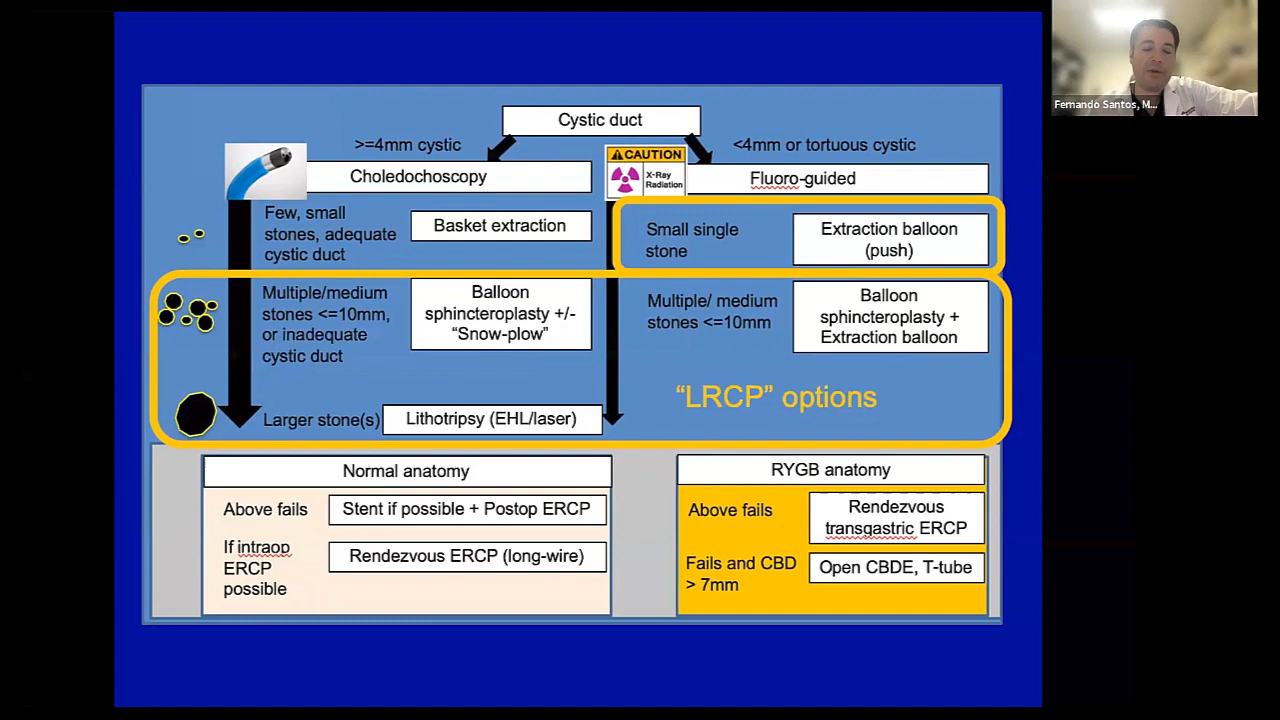 Fernando Santos, M...
Cystic duct
>=4mm cystic
<4mm or tortuous cystic
CAUTION
X-Ray
Radiation
Choledochoscopy
Fluoro-guided
Few, small
stones, adequate
cystic duct
Basket extraction
Small single
stone
Extraction balloon
(push)
Multiple/medium
stones <=10mm,
or inadequate
cystic duct
Balloon
sphincteroplasty +/-
“Snow-plow”
Multiple/ medium
stones <=10mm
Balloon
sphincteroplasty +
Extraction balloon
“LRCP” options
Larger stone(s)
Lithotripsy (EHL/laser)
Normal anatomy
Above fails
Stent if possible + Postop ERCP
If intraop
ERCP
possible
Rendezvous ERCP (long-wire)
RYGB anatomy
Above fails
Rendezvous
transgastric ERCP
Fails and CBD
> 7mm
Open CBDE, T-tube